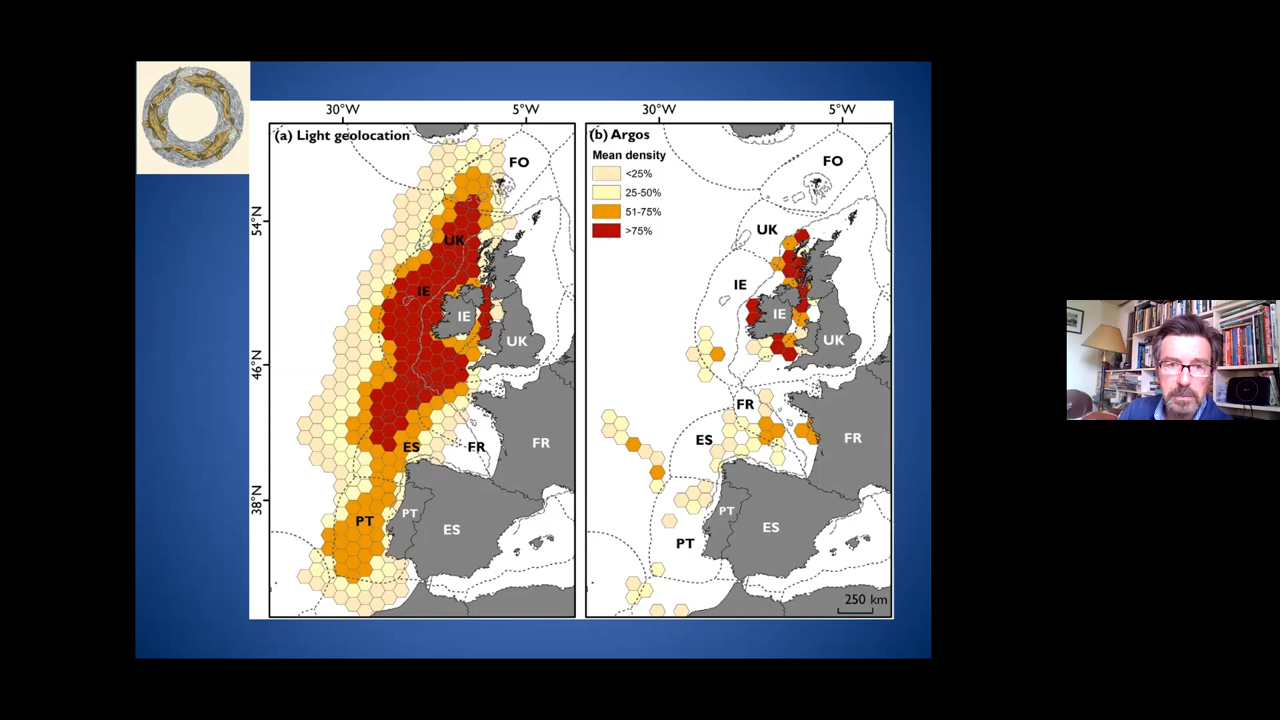 30°W
5°W
30°W
5°W
(a) Light geolocation
FO
54°N
UK
IE
IE
UK
46°N
ES
FR
FR
38°N
PT
PT
ES
(b) Argos
Mean density
<25%
25-50%
51-75%
>75%
FO
UK
IE
IE
UK
FR
ES
FR
PT
ES
PT
250 km